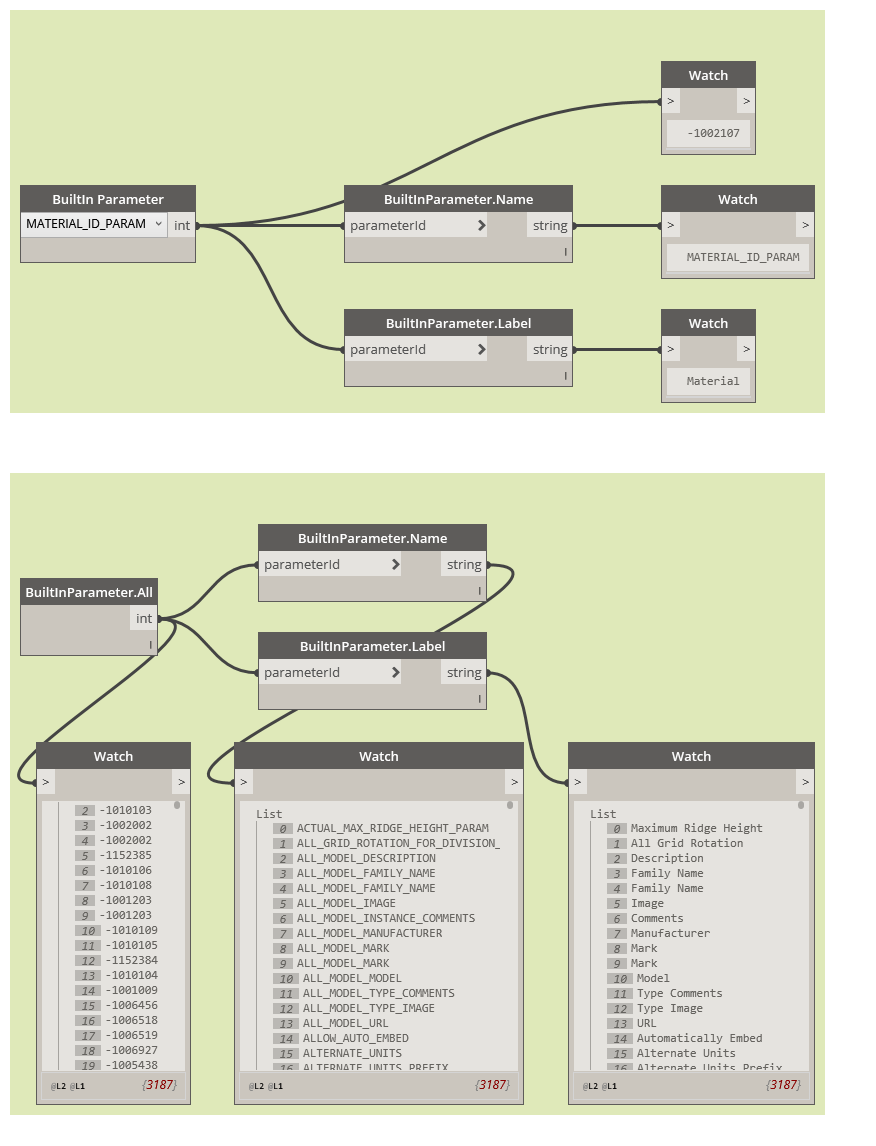 Watch
> >
-1002107
BuiltIn Parameter
MATERIAL_ID_PARAM int
BuiltInParameter.Name
parameterId string
Watch
> >
MATERIAL_ID_PARAM
BuiltInParameter.Label
parameterId string
Watch
> >
Material
BuiltInParameter.Name
parameterId string
BuiltInParameter.All
int
BuiltInParameter.Label
parameterId string
Watch
> >
2 -1010103
3 -1002002
4 -1002002
5 -1152385
6 -1010106
7 -1010108
8 -1001203
9 -1001203
10 -1010109
11 -1010105
12 -1152384
13 -1010104
14 -1001009
15 -1006456
16 -1006518
17 -1006519
18 -1006927
19 -1005438
@L2 @L1 {3187}
Watch
> >
List
0 ACTUAL_MAX_RIDGE_HEIGHT_PARAM
1 ALL_GRID_ROTATION_FOR_DIVISION_
2 ALL_MODEL_DESCRIPTION
3 ALL_MODEL_FAMILY_NAME
4 ALL_MODEL_FAMILY_NAME
5 ALL_MODEL_IMAGE
6 ALL_MODEL_INSTANCE_COMMENTS
7 ALL_MODEL_MANUFACTURER
8 ALL_MODEL_MARK
9 ALL_MODEL_MARK
10 ALL_MODEL_MODEL
11 ALL_MODEL_TYPE_COMMENTS
12 ALL_MODEL_TYPE_IMAGE
13 ALL_MODEL_URL
14 ALLOW_AUTO_EMBED
15 ALTERNATE_UNITS
16 ALTERNATE_UNITS_PREFIX
@L2 @L1 {3187}
Watch
> >
List
0 Maximum Ridge Height
1 All Grid Rotation
2 Description
3 Family Name
4 Family Name
5 Image
6 Comments
7 Manufacturer
8 Mark
9 Mark
10 Model
11 Type Comments
12 Type Image
13 URL
14 Automatically Embed
15 Alternate Units
16 Alternate Units Prefix
@L2 @L1 {3187}